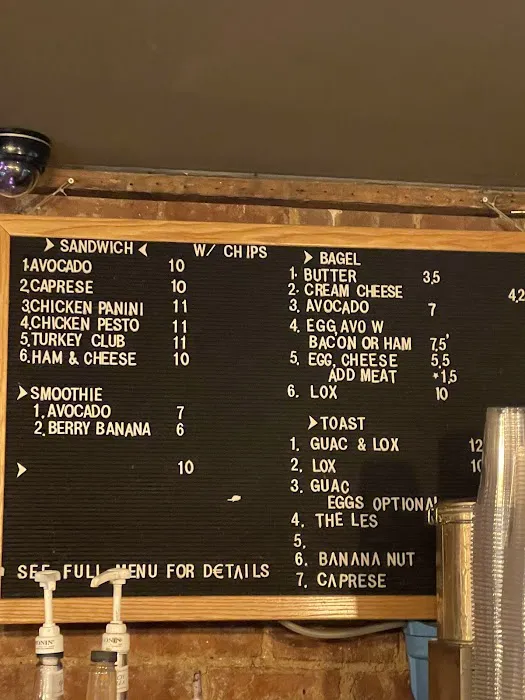 SANDWICH W/ CHIPS
1.AVOCADO 10
2.CAPRESE 10
3.CHICKEN PANINI 11
4.CHICKEN PESTO 11
5.TURKEY CLUB 11
6.HAM & CHEESE 10
SMOOTHIE
1.AVOCADO 7
2.BERRY BANANA 6
10
SEE FULL MENU FOR D€TAILS
BAGEL
1. BUTTER 3,5
2. CREAM CHEESE 4,2
3. AVOCADO 7
4. EGG,AVO W
BACON OR HAM 7,5'
5. EGG, CHEESE 5,5
ADD MEAT +1,5
6. LOX 10
TOAST
1. GUAC & LOX 12
2. LOX 10
3. GUAC
EGGS OPTIONAL
4. THE LES
5.
6. BANANA NUT
7. CAPRESE